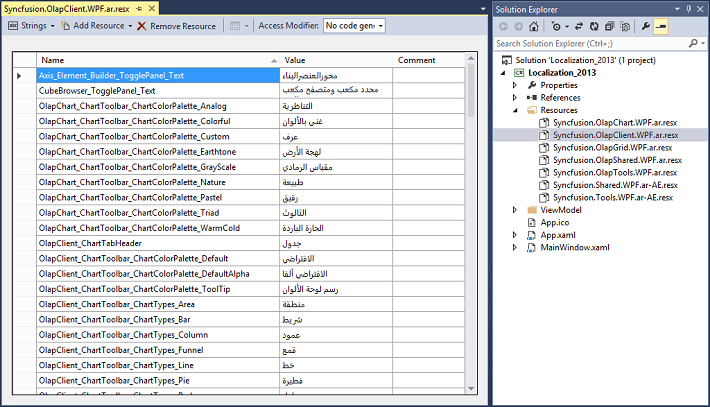 Syncfusion.OlapClient.WPF.ar.resx
Strings Add Resource Remove Resource Access Modifier: No code gen
Name Value Comment
Axis_Element_Builder_TogglePanel_Text محورالعنصرالبناء
CubeBrowser_TogglePanel_Text محدد مكعب ومتصفح مكعب
OlapChart_ChartToolbar_ChartColorPalette_Analog التناظرية
OlapChart_ChartToolbar_ChartColorPalette_Colorful غني بالألوان
OlapChart_ChartToolbar_ChartColorPalette_Custom عرف
OlapChart_ChartToolbar_ChartColorPalette_Earthtone لهجة الأرض
OlapChart_ChartToolbar_ChartColorPalette_GrayScale مقياس الرمادي
OlapChart_ChartToolbar_ChartColorPalette_Nature طبيعة
OlapChart_ChartToolbar_ChartColorPalette_Pastel رقيق
OlapChart_ChartToolbar_ChartColorPalette_Triad الثالوث
OlapChart_ChartToolbar_ChartColorPalette_WarmCold الحارة الباردة
OlapClient_ChartTabHeader جدول
OlapClient_ChartToolbar_ChartColorPalette_Default الافتراضي
OlapClient_ChartToolbar_ChartColorPalette_DefaultAlpha الافتراضي ألفا
OlapClient_ChartToolbar_ChartColorPalette_ToolTip رسم لوحة الألوان
OlapClient_ChartToolbar_ChartTypes_Area منطقة
OlapClient_ChartToolbar_ChartTypes_Bar شريط
OlapClient_ChartToolbar_ChartTypes_Column عمود
OlapClient_ChartToolbar_ChartTypes_Funnel قمع
OlapClient_ChartToolbar_ChartTypes_Line خط
OlapClient_ChartToolbar_ChartTypes_Pie فطيرة
Solution Explorer
Search Solution Explorer (Ctrl+;)
Solution 'Localization_2013' (1 project)
Localization_2013
Properties
References
Resources
Syncfusion.OlapChart.WPF.ar.resx
Syncfusion.OlapClient.WPF.ar.resx
Syncfusion.OlapGrid.WPF.ar.resx
Syncfusion.OlapShared.WPF.ar.resx
Syncfusion.OlapTools.WPF.ar.resx
Syncfusion.Shared.WPF.ar-AE.resx
Syncfusion.Tools.WPF.ar-AE.resx
ViewModel
App.ico
App.xaml
MainWindow.xaml